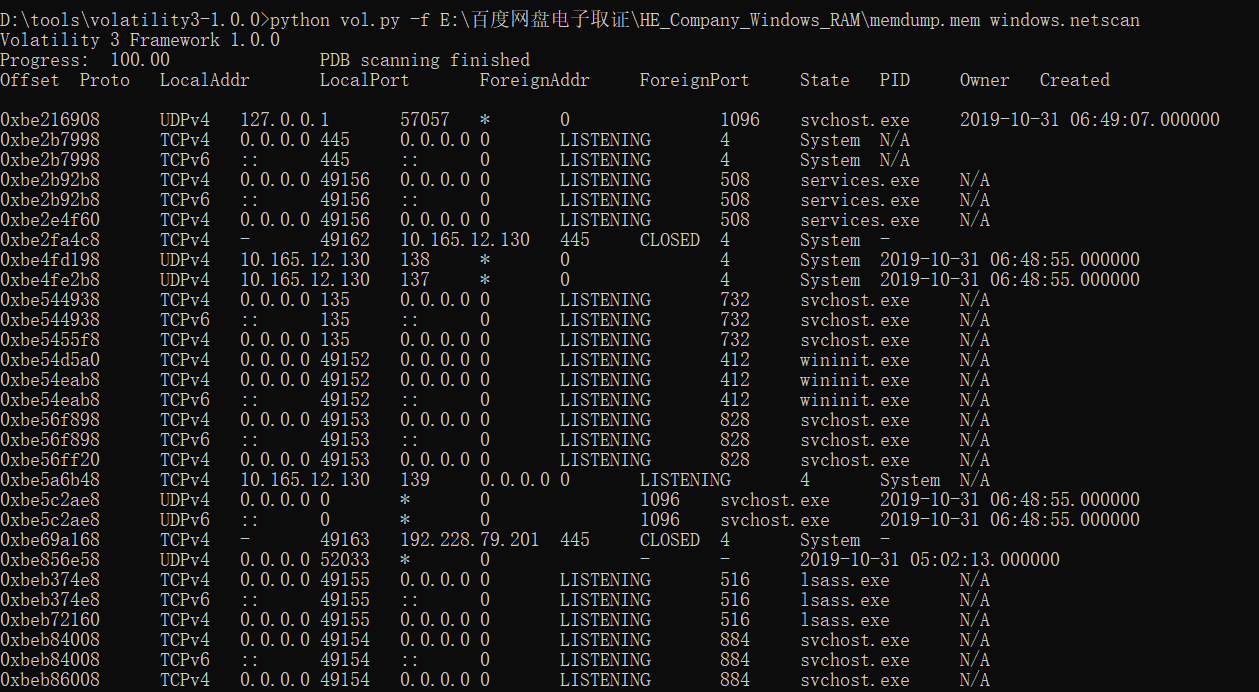 D:\tools\volatility3-1.0.0>python vol.py -f E:\百度网盘电子取证\HE_Company_Windows_RAM\memdump.mem windows.netscan
Volatility 3 Framework 1.0.0
Progress:  100.00               PDB scanning finished
Offset  Proto   LocalAddr       LocalPort       ForeignAddr     ForeignPort     State   PID     Owner   Created

0xbe216908      UDPv4   127.0.0.1       57057   *       0               1096    svchost.exe     2019-10-31 06:49:07.000000
0xbe2b7998      TCPv4   0.0.0.0 445     0.0.0.0 0       LISTENING       4       System  N/A
0xbe2b7998      TCPv6   ::      445     ::      0       LISTENING       4       System  N/A
0xbe2b92b8      TCPv4   0.0.0.0 49156   0.0.0.0 0       LISTENING       508     services.exe    N/A
0xbe2b92b8      TCPv6   ::      49156   ::      0       LISTENING       508     services.exe    N/A
0xbe2e4f60      TCPv4   0.0.0.0 49156   0.0.0.0 0       LISTENING       508     services.exe    N/A
0xbe2fa4c8      TCPv4   -       49162   10.165.12.130   445     CLOSED  4       System  -
0xbe4fd198      UDPv4   10.165.12.130   138     *       0               4       System  2019-10-31 06:48:55.000000
0xbe4fe2b8      UDPv4   10.165.12.130   137     *       0               4       System  2019-10-31 06:48:55.000000
0xbe544938      TCPv4   0.0.0.0 135     0.0.0.0 0       LISTENING       732     svchost.exe     N/A
0xbe544938      TCPv6   ::      135     ::      0       LISTENING       732     svchost.exe     N/A
0xbe5455f8      TCPv4   0.0.0.0 135     0.0.0.0 0       LISTENING       732     svchost.exe     N/A
0xbe54d5a0      TCPv4   0.0.0.0 49152   0.0.0.0 0       LISTENING       412     wininit.exe     N/A
0xbe54eab8      TCPv4   0.0.0.0 49152   0.0.0.0 0       LISTENING       412     wininit.exe     N/A
0xbe54eab8      TCPv6   ::      49152   ::      0       LISTENING       412     wininit.exe     N/A
0xbe56f898      TCPv4   0.0.0.0 49153   0.0.0.0 0       LISTENING       828     svchost.exe     N/A
0xbe56f898      TCPv6   ::      49153   ::      0       LISTENING       828     svchost.exe     N/A
0xbe56ff20      TCPv4   0.0.0.0 49153   0.0.0.0 0       LISTENING       828     svchost.exe     N/A
0xbe5a6b48      TCPv4   10.165.12.130   139     0.0.0.0 0       LISTENING       4       System  N/A
0xbe5c2ae8      UDPv4   0.0.0.0 0       *       0               1096    svchost.exe     2019-10-31 06:48:55.000000
0xbe5c2ae8      UDPv6   ::      0       *       0               1096    svchost.exe     2019-10-31 06:48:55.000000
0xbe69a168      TCPv4   -       49163   192.228.79.201  445     CLOSED  4       System  -
0xbe856e58      UDPv4   0.0.0.0 52033   *       0               -       -       2019-10-31 05:02:13.000000
0xbeb374e8      TCPv4   0.0.0.0 49155   0.0.0.0 0       LISTENING       516     lsass.exe       N/A
0xbeb374e8      TCPv6   ::      49155   ::      0       LISTENING       516     lsass.exe       N/A
0xbeb72160      TCPv4   0.0.0.0 49155   0.0.0.0 0       LISTENING       516     lsass.exe       N/A
0xbeb84008      TCPv4   0.0.0.0 49154   0.0.0.0 0       LISTENING       884     svchost.exe     N/A
0xbeb84008      TCPv6   ::      49154   ::      0       LISTENING       884     svchost.exe     N/A
0xbeb86008      TCPv4   0.0.0.0 49154   0.0.0.0 0       LISTENING       884     svchost.exe     N/A